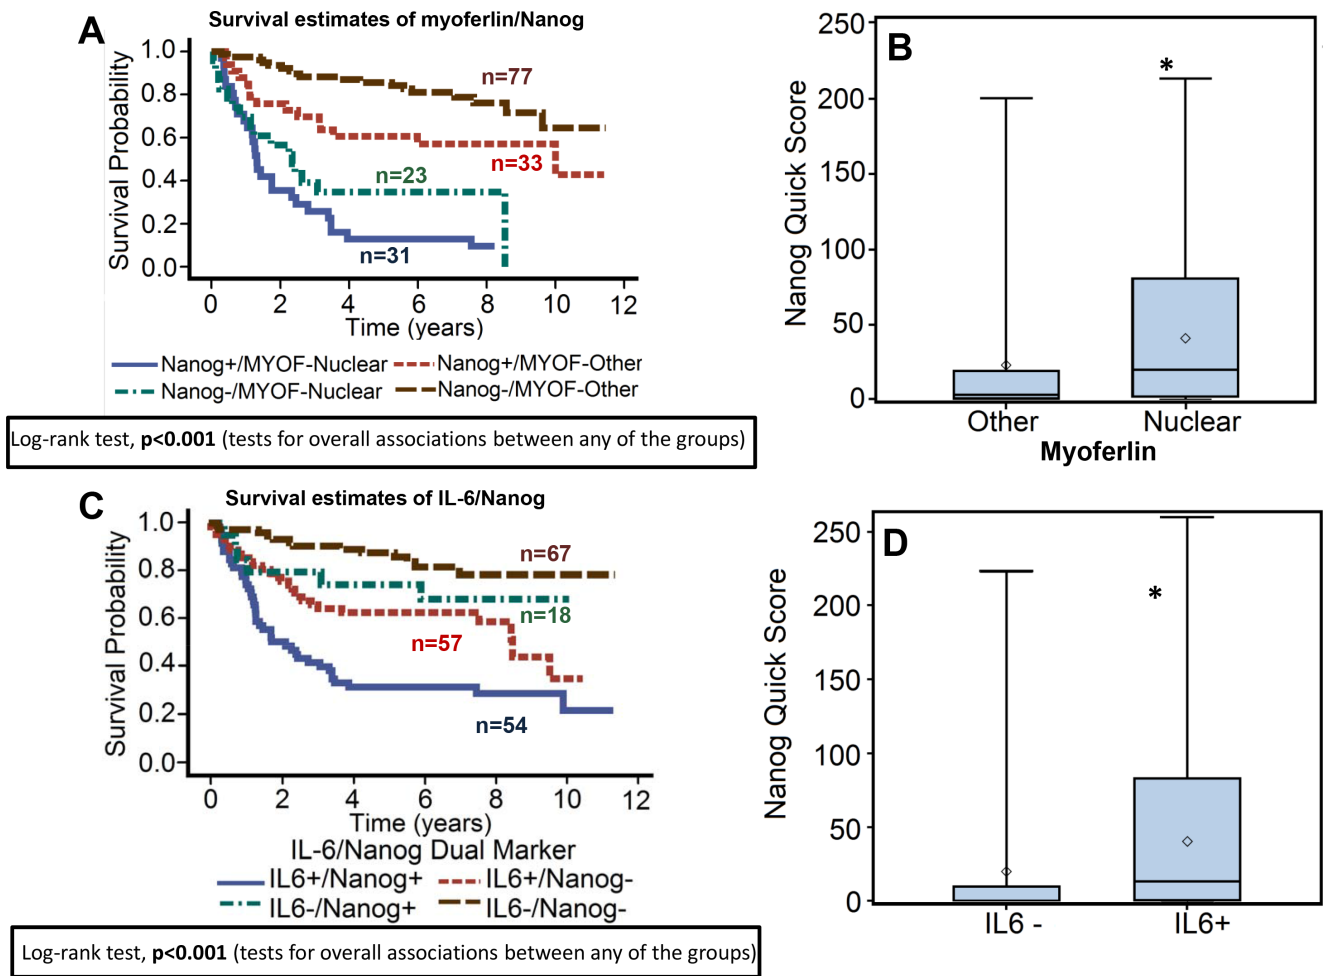 A
Survival estimates of myoferlin/Nanog
Survival Probability
1.0
0.8
0.6
0.4
0.2
0.0
n=77
n=33
n=23
n=31
0 2 4 6 8 10 12
Time (years)
Nanog+/MYOF-Nuclear Nanog+/MYOF-Other
Nanog-/MYOF-Nuclear Nanog-/MYOF-Other
Log-rank test, p<0.001 (tests for overall associations between any of the groups)
B
Nanog Quick Score
250
200
150
100
50
0
*
Other Nuclear
Myoferlin
C
Survival estimates of IL-6/Nanog
Survival Probability
1.0
0.8
0.6
0.4
0.2
0.0
n=67
n=18
n=57
n=54
0 2 4 6 8 10 12
Time (years)
IL-6/Nanog Dual Marker
IL6+/Nanog+ IL6+/Nanog-
IL6-/Nanog+ IL6-/Nanog-
Log-rank test, p<0.001 (tests for overall associations between any of the groups)
D
Nanog Quick Score
250
200
150
100
50
0
*
IL6 - IL6+